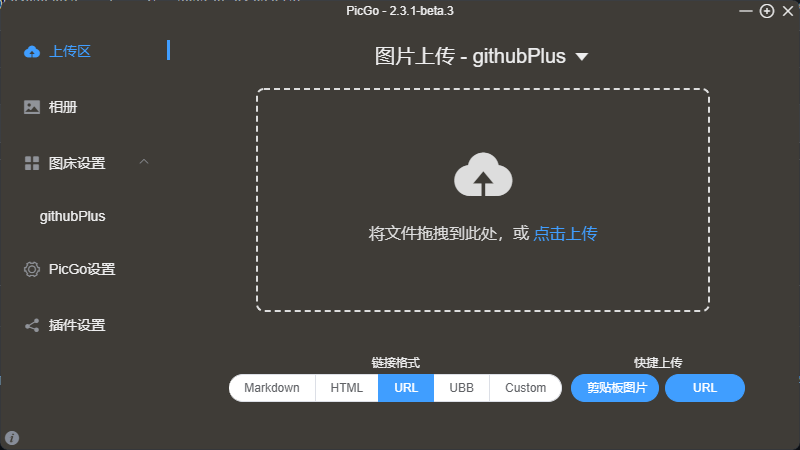 PicGo - 2.3.1-beta.3
上传区
相册
图床设置
githubPlus
PicGo设置
插件设置
图片上传 - githubPlus
将文件拖拽到此处，或 点击上传
链接格式
Markdown HTML URL UBB Custom
快捷上传
剪贴板图片 URL